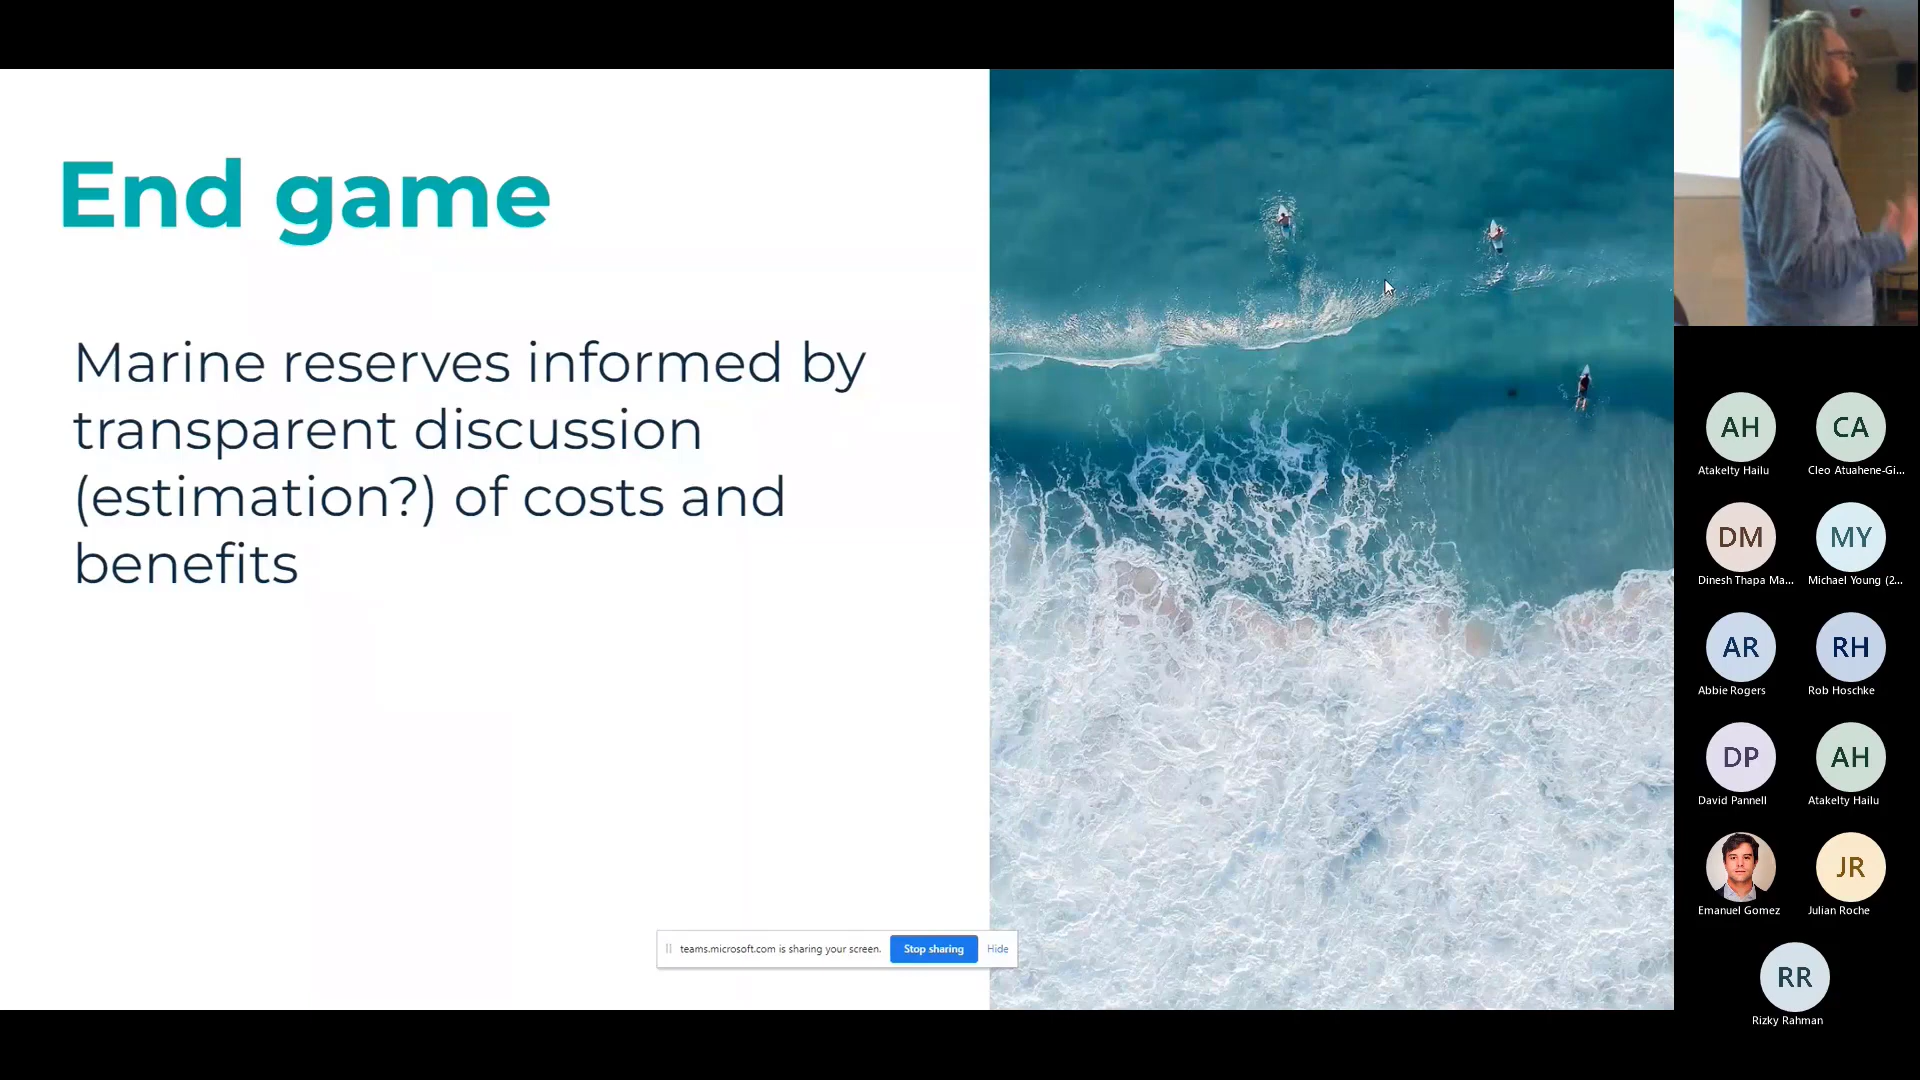 End game
Marine reserves informed by
transparent discussion
(estimation?) of costs and
benefits
teams.microsoft.com is sharing your screen.
Stop sharing
Hide
AH
Atakelty Hailu
CA
Cleo Atuahene-Gi...
DM
Dinesh Thapa Ma...
MY
Michael Young (2...
AR
Abbie Rogers
RH
Rob Hoschke
DP
David Pannell
AH
Atakelty Hailu
Emanuel Gomez
JR
Julian Roche
RR
Rizky Rahman